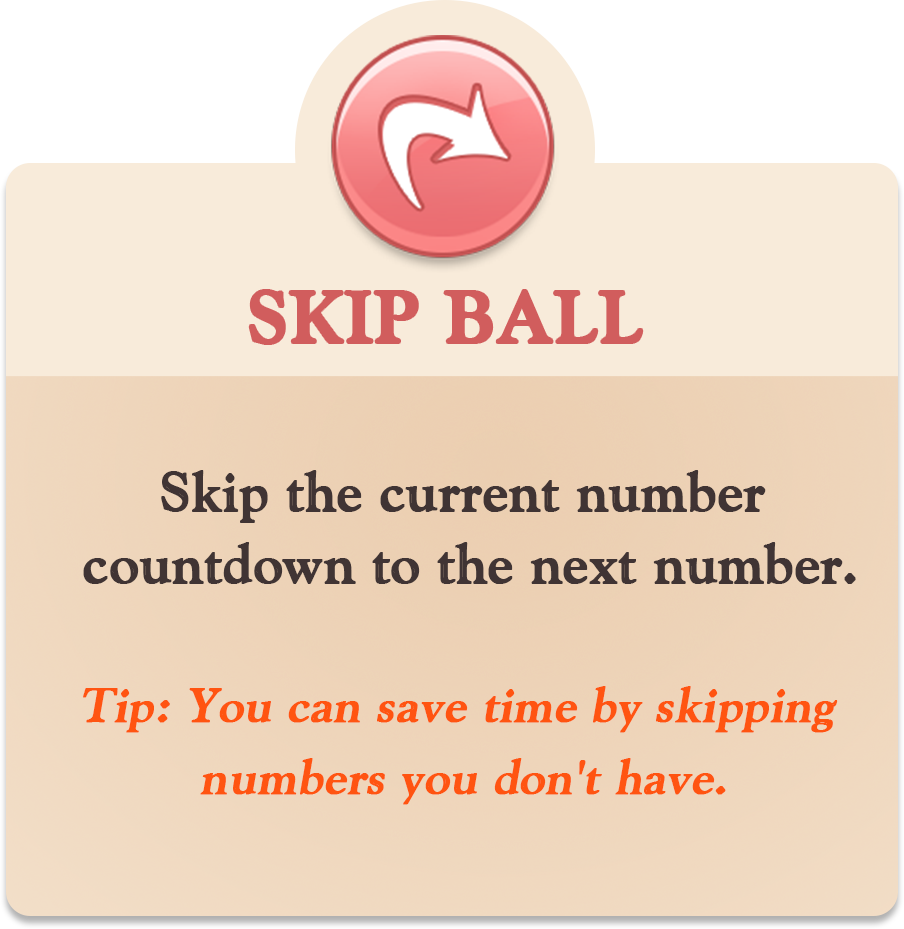 SKIP BALL
Skip the current number
countdown to the next number.
Tip: You can save time by skipping
numbers you don't have.